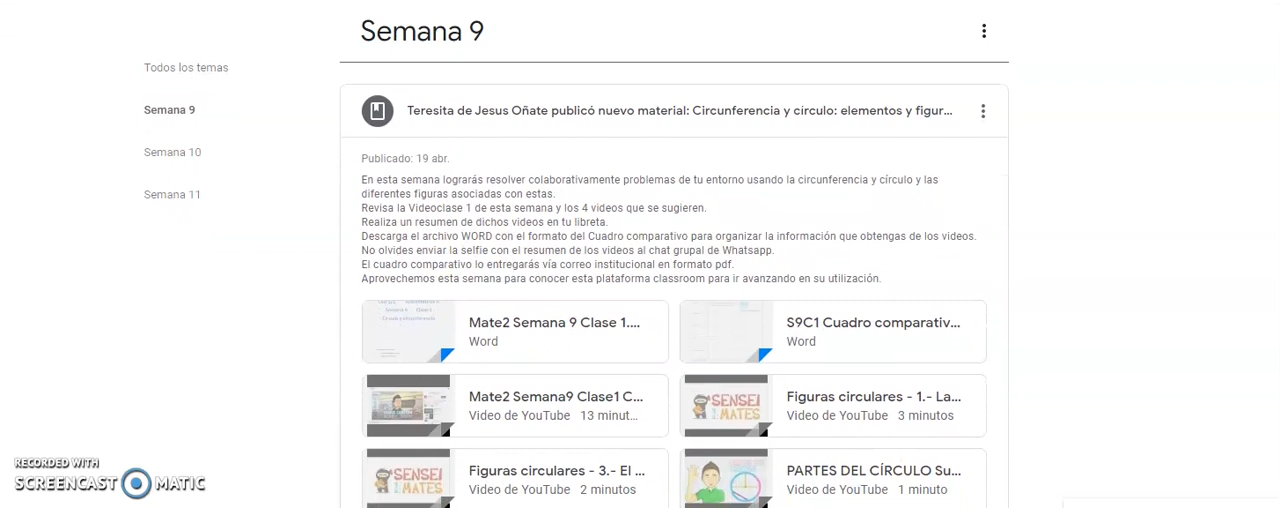 Semana 9
Todos los temas
Semana 9
Semana 10
Semana 11
Teresita de Jesus Oñate publicó nuevo material: Circunferencia y círculo: elementos y figur...
Publicado: 19 abr.
En esta semana lograrás resolver colaborativamente problemas de tu entorno usando la circunferencia y círculo y las
diferentes figuras asociadas con estas.
Revisa la Videoclase 1 de esta semana y los 4 videos que se sugieren.
Realiza un resumen de dichos videos en tu libreta.
Descarga el archivo WORD con el formato del Cuadro comparativo para organizar la información que obtengas de los videos.
No olvides enviar la selfie con el resumen de los videos al chat grupal de Whatsapp.
El cuadro comparativo lo entregarás vía correo institucional en formato pdf.
Aprovechemos esta semana para conocer esta plataforma classroom para ir avanzando en su utilización.
Mate2 Semana 9 Clase 1....
Word
S9C1 Cuadro comparativ...
Word
Mate2 Semana9 Clase1 C...
Video de YouTube 13 minut...
SENSEI
MATES
Figuras circulares - 1.- La...
Video de YouTube 3 minutos
SENSEI
MATES
Figuras circulares - 3.- El ...
Video de YouTube 2 minutos
PARTES DEL CÍRCULO Su...
Video de YouTube 1 minuto
RECORDED WITH
SCREENCAST MATIC